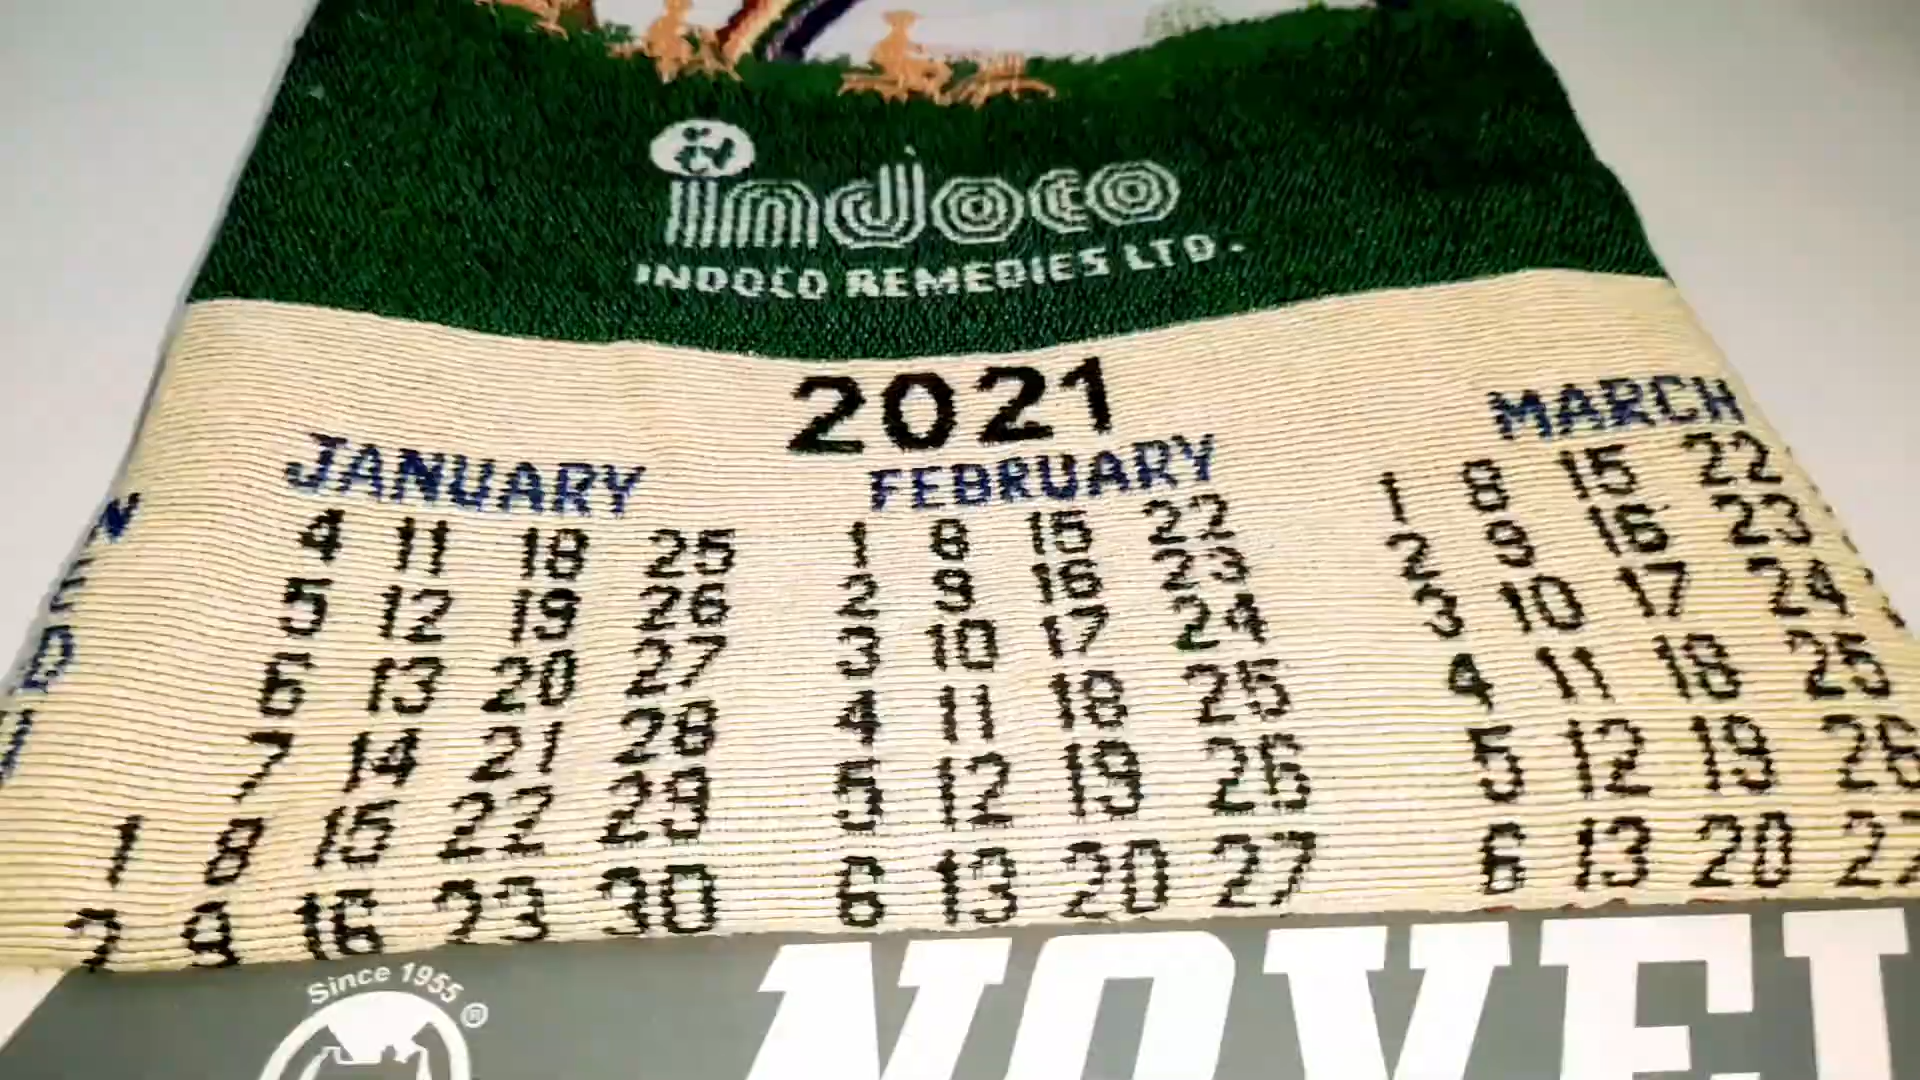 indoco
INDOCO REMEDIES LTD.
2021
JANUARY FEBRUARY MARCH
4 11 18 25 1 8 15 22 1 8 15 22
5 12 19 26 2 9 16 23 2 9 16 23
6 13 20 27 3 10 17 24 3 10 17 24
7 14 21 28 4 11 18 25 4 11 18 25
1 8 15 22 29 5 12 19 26 5 12 19 26
2 9 16 23 30 6 13 20 27 6 13 20 27
Since 1955 ®